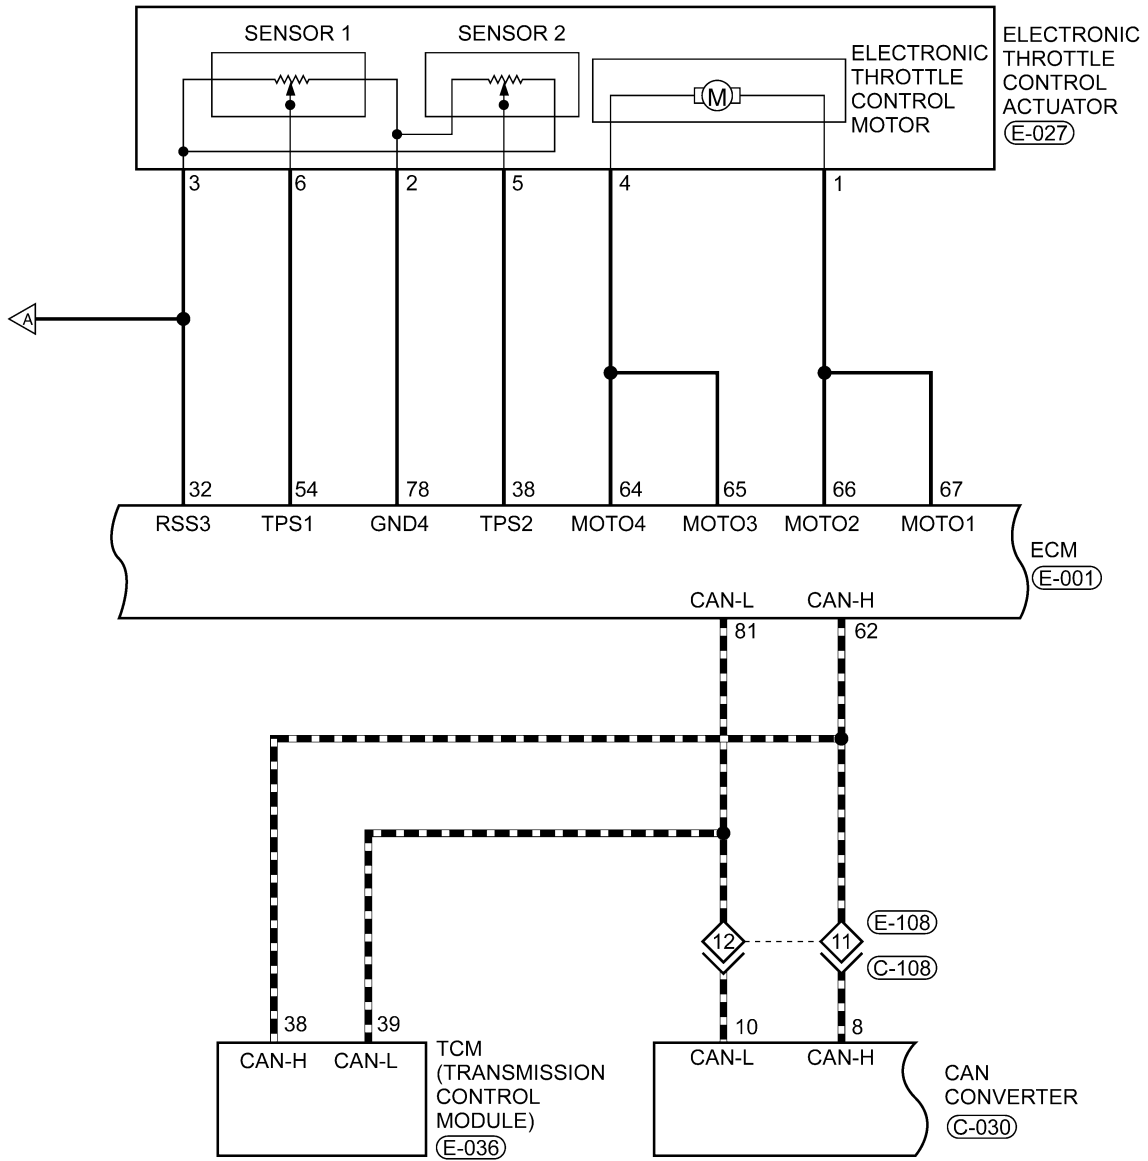 SENSOR 1
SENSOR 2
ELECTRONIC
THROTTLE
CONTROL
MOTOR
M
ELECTRONIC
THROTTLE
CONTROL
ACTUATOR
E-027
3
6
2
5
4
1
A
32
54
78
38
64
65
66
67
RSS3
TPS1
GND4
TPS2
MOTO4
MOTO3
MOTO2
MOTO1
ECM
E-001
CAN-L
CAN-H
81
62
12
11
E-108
C-108
38
39
10
8
CAN-H
CAN-L
TCM
(TRANSMISSION
CONTROL
MODULE)
E-036
CAN-L
CAN-H
CAN
CONVERTER
C-030